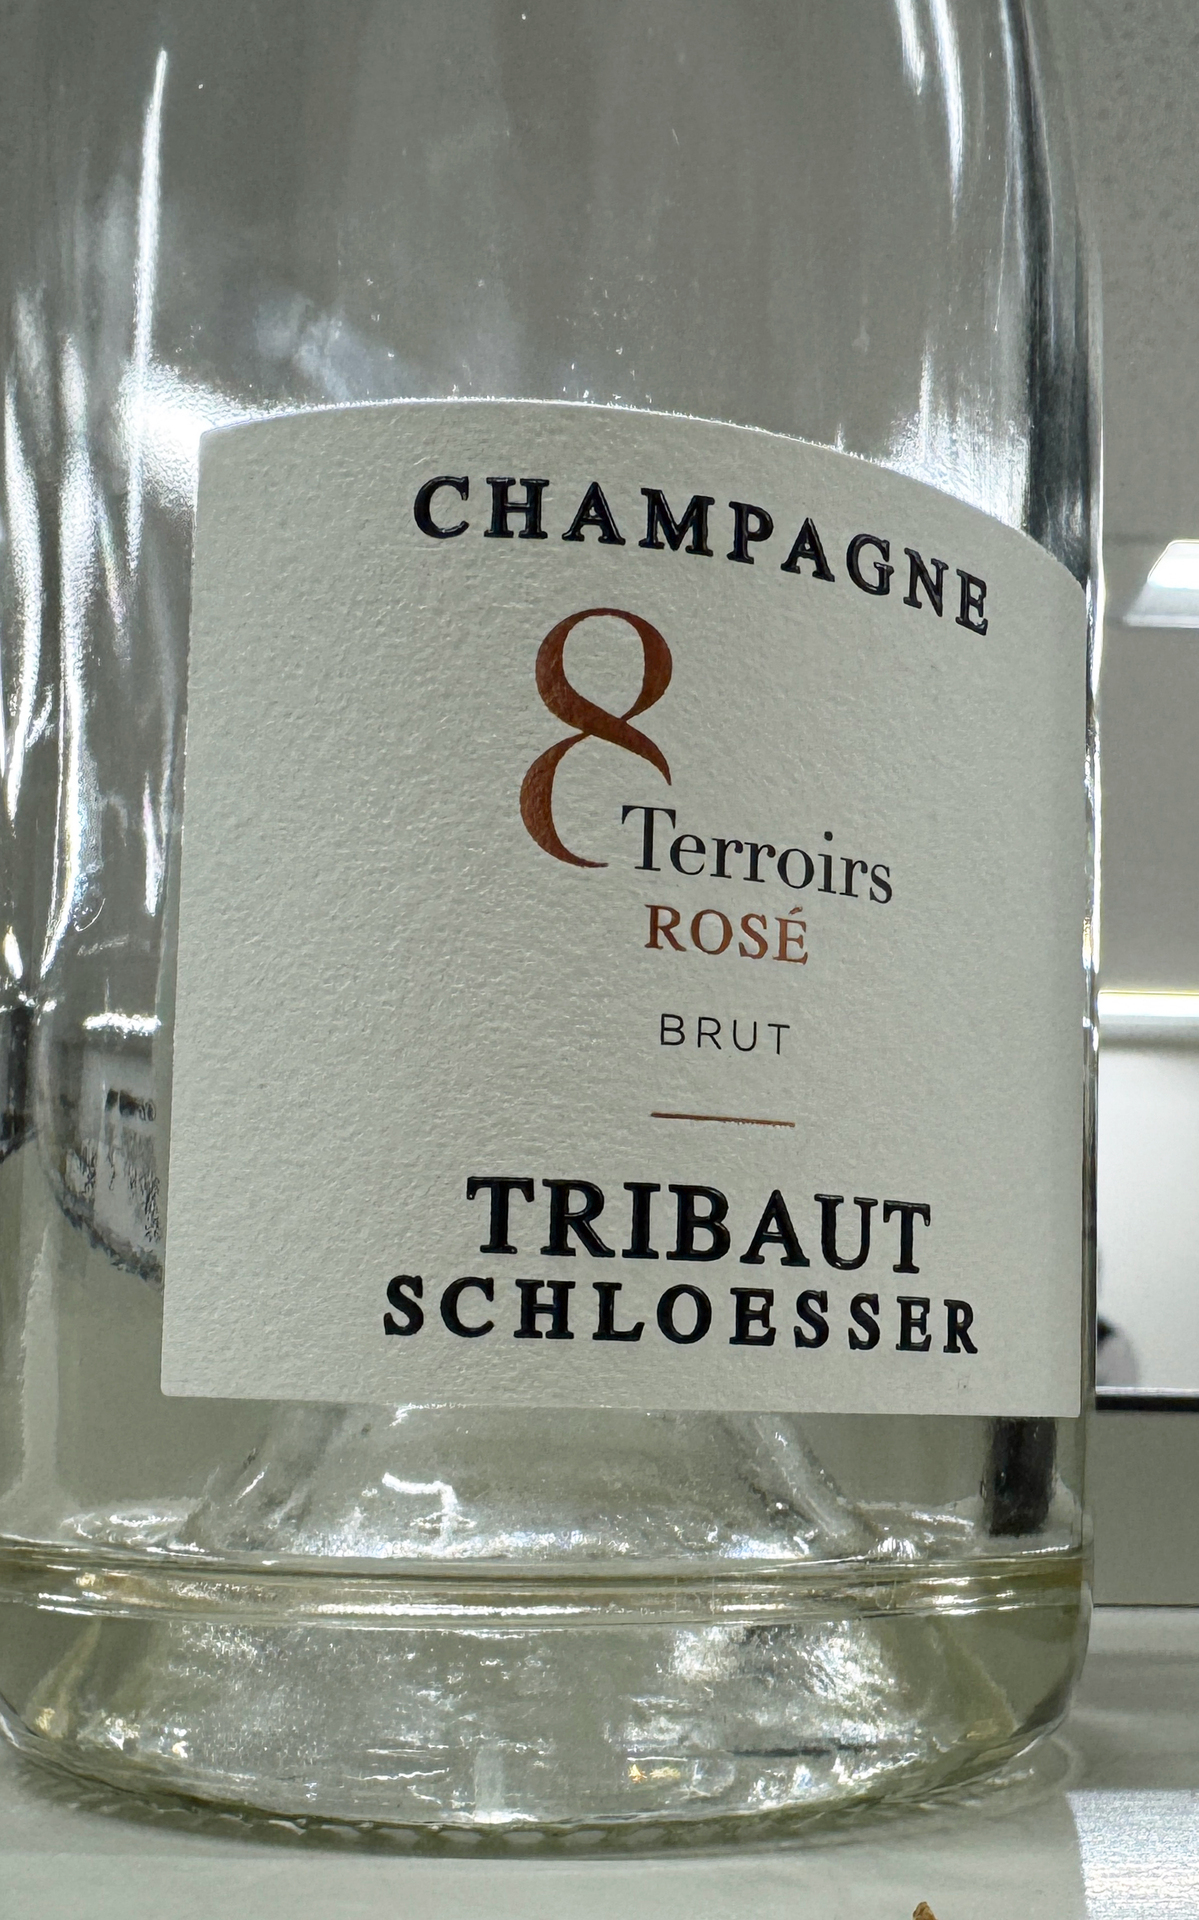 CHAMPAGNE
8
Terroirs
ROSÉ
BRUT
TRIBAUT
SCHLOESSER